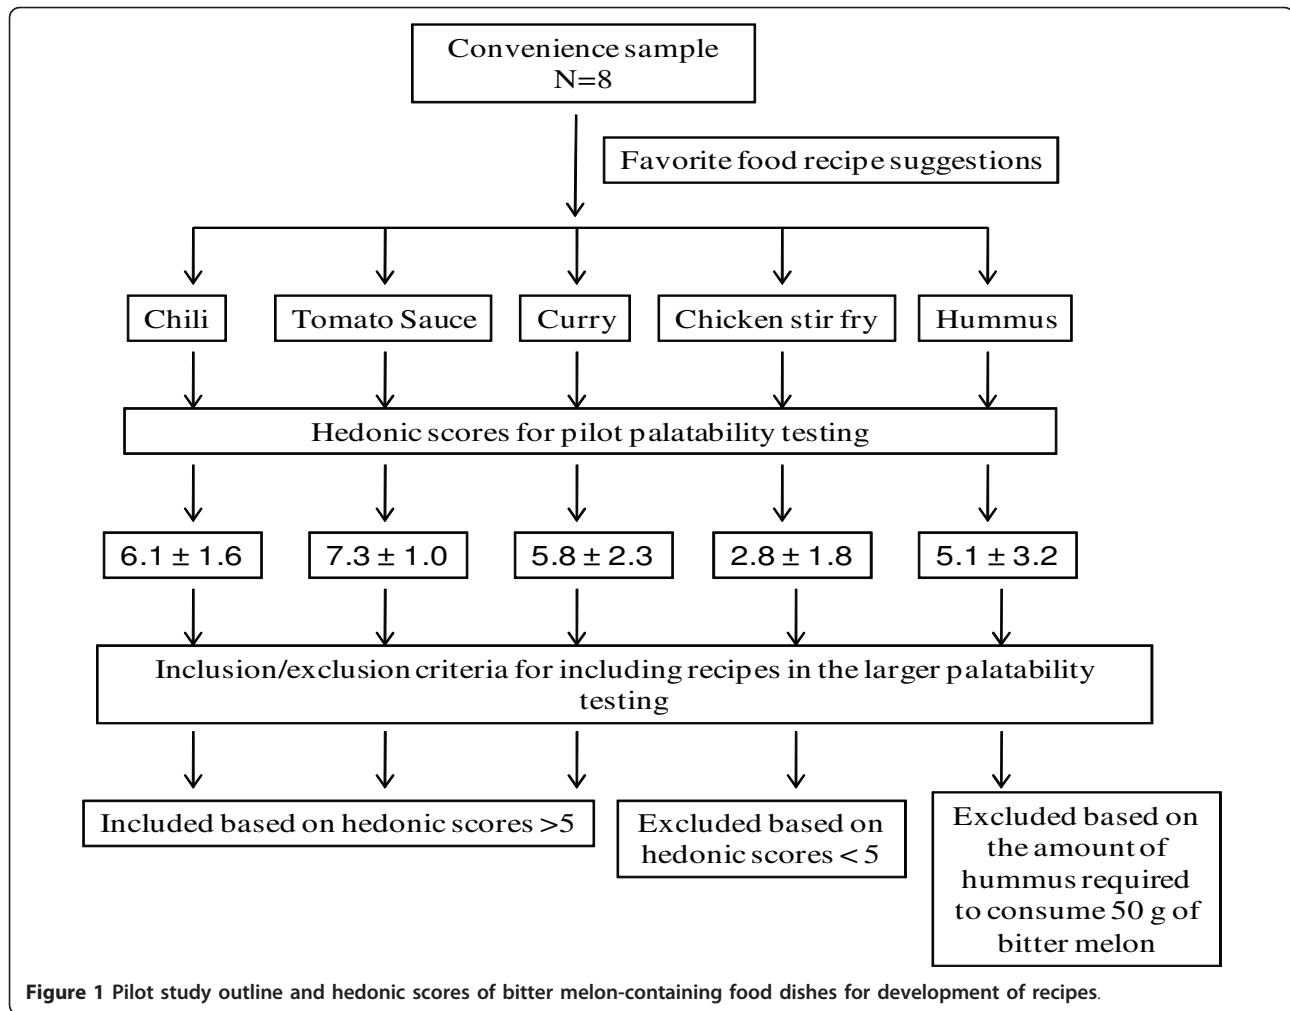 Convenience sample
N=8
Favorite food recipe suggestions
Chili
Tomato Sauce
Curry
Chicken stir fry
Hummus
Hedonic scores for pilot palatability testing
6.1 ± 1.6
7.3 ± 1.0
5.8 ± 2.3
2.8 ± 1.8
5.1 ± 3.2
Inclusion/exclusion criteria for including recipes in the larger palatability
testing
Included based on hedonic scores >5
Excluded based on
hedonic scores < 5
Excluded based on
the amount of
hummus required
to consume 50 g of
bitter melon
Figure 1 Pilot study outline and hedonic scores of bitter melon-containing food dishes for development of recipes.